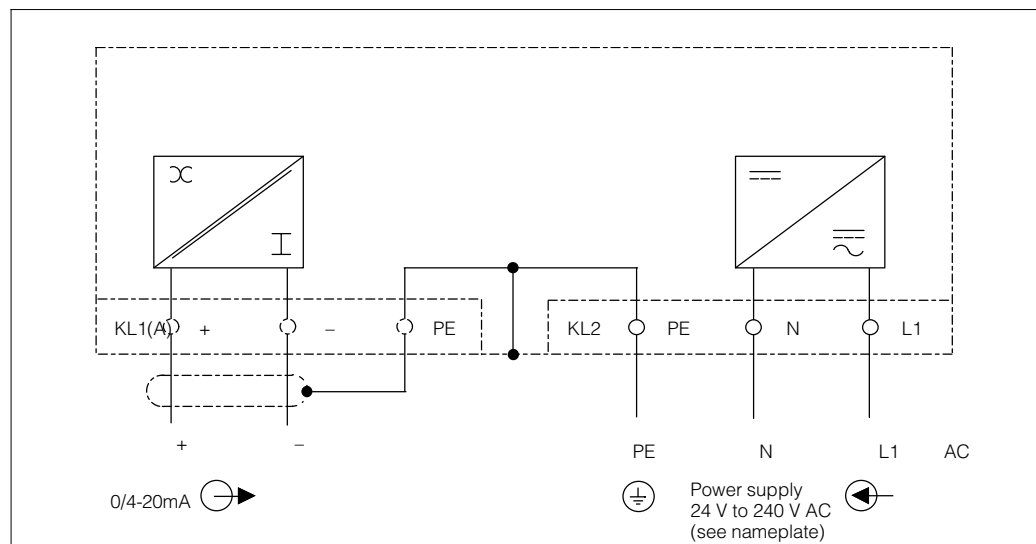 KL1(A) + – PE KL2 PE N L1
+ – PE N L1 AC
0/4-20mA
Power supply
24 V to 240 V AC
(see nameplate)